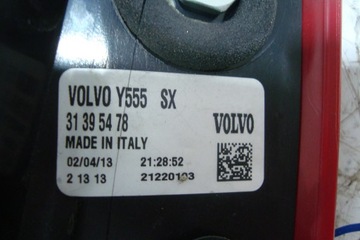 VOLVO Y555 SX
31 39 54 78
VOLVO
MADE IN ITALY
02/04/13 21:28:52
2 13 13